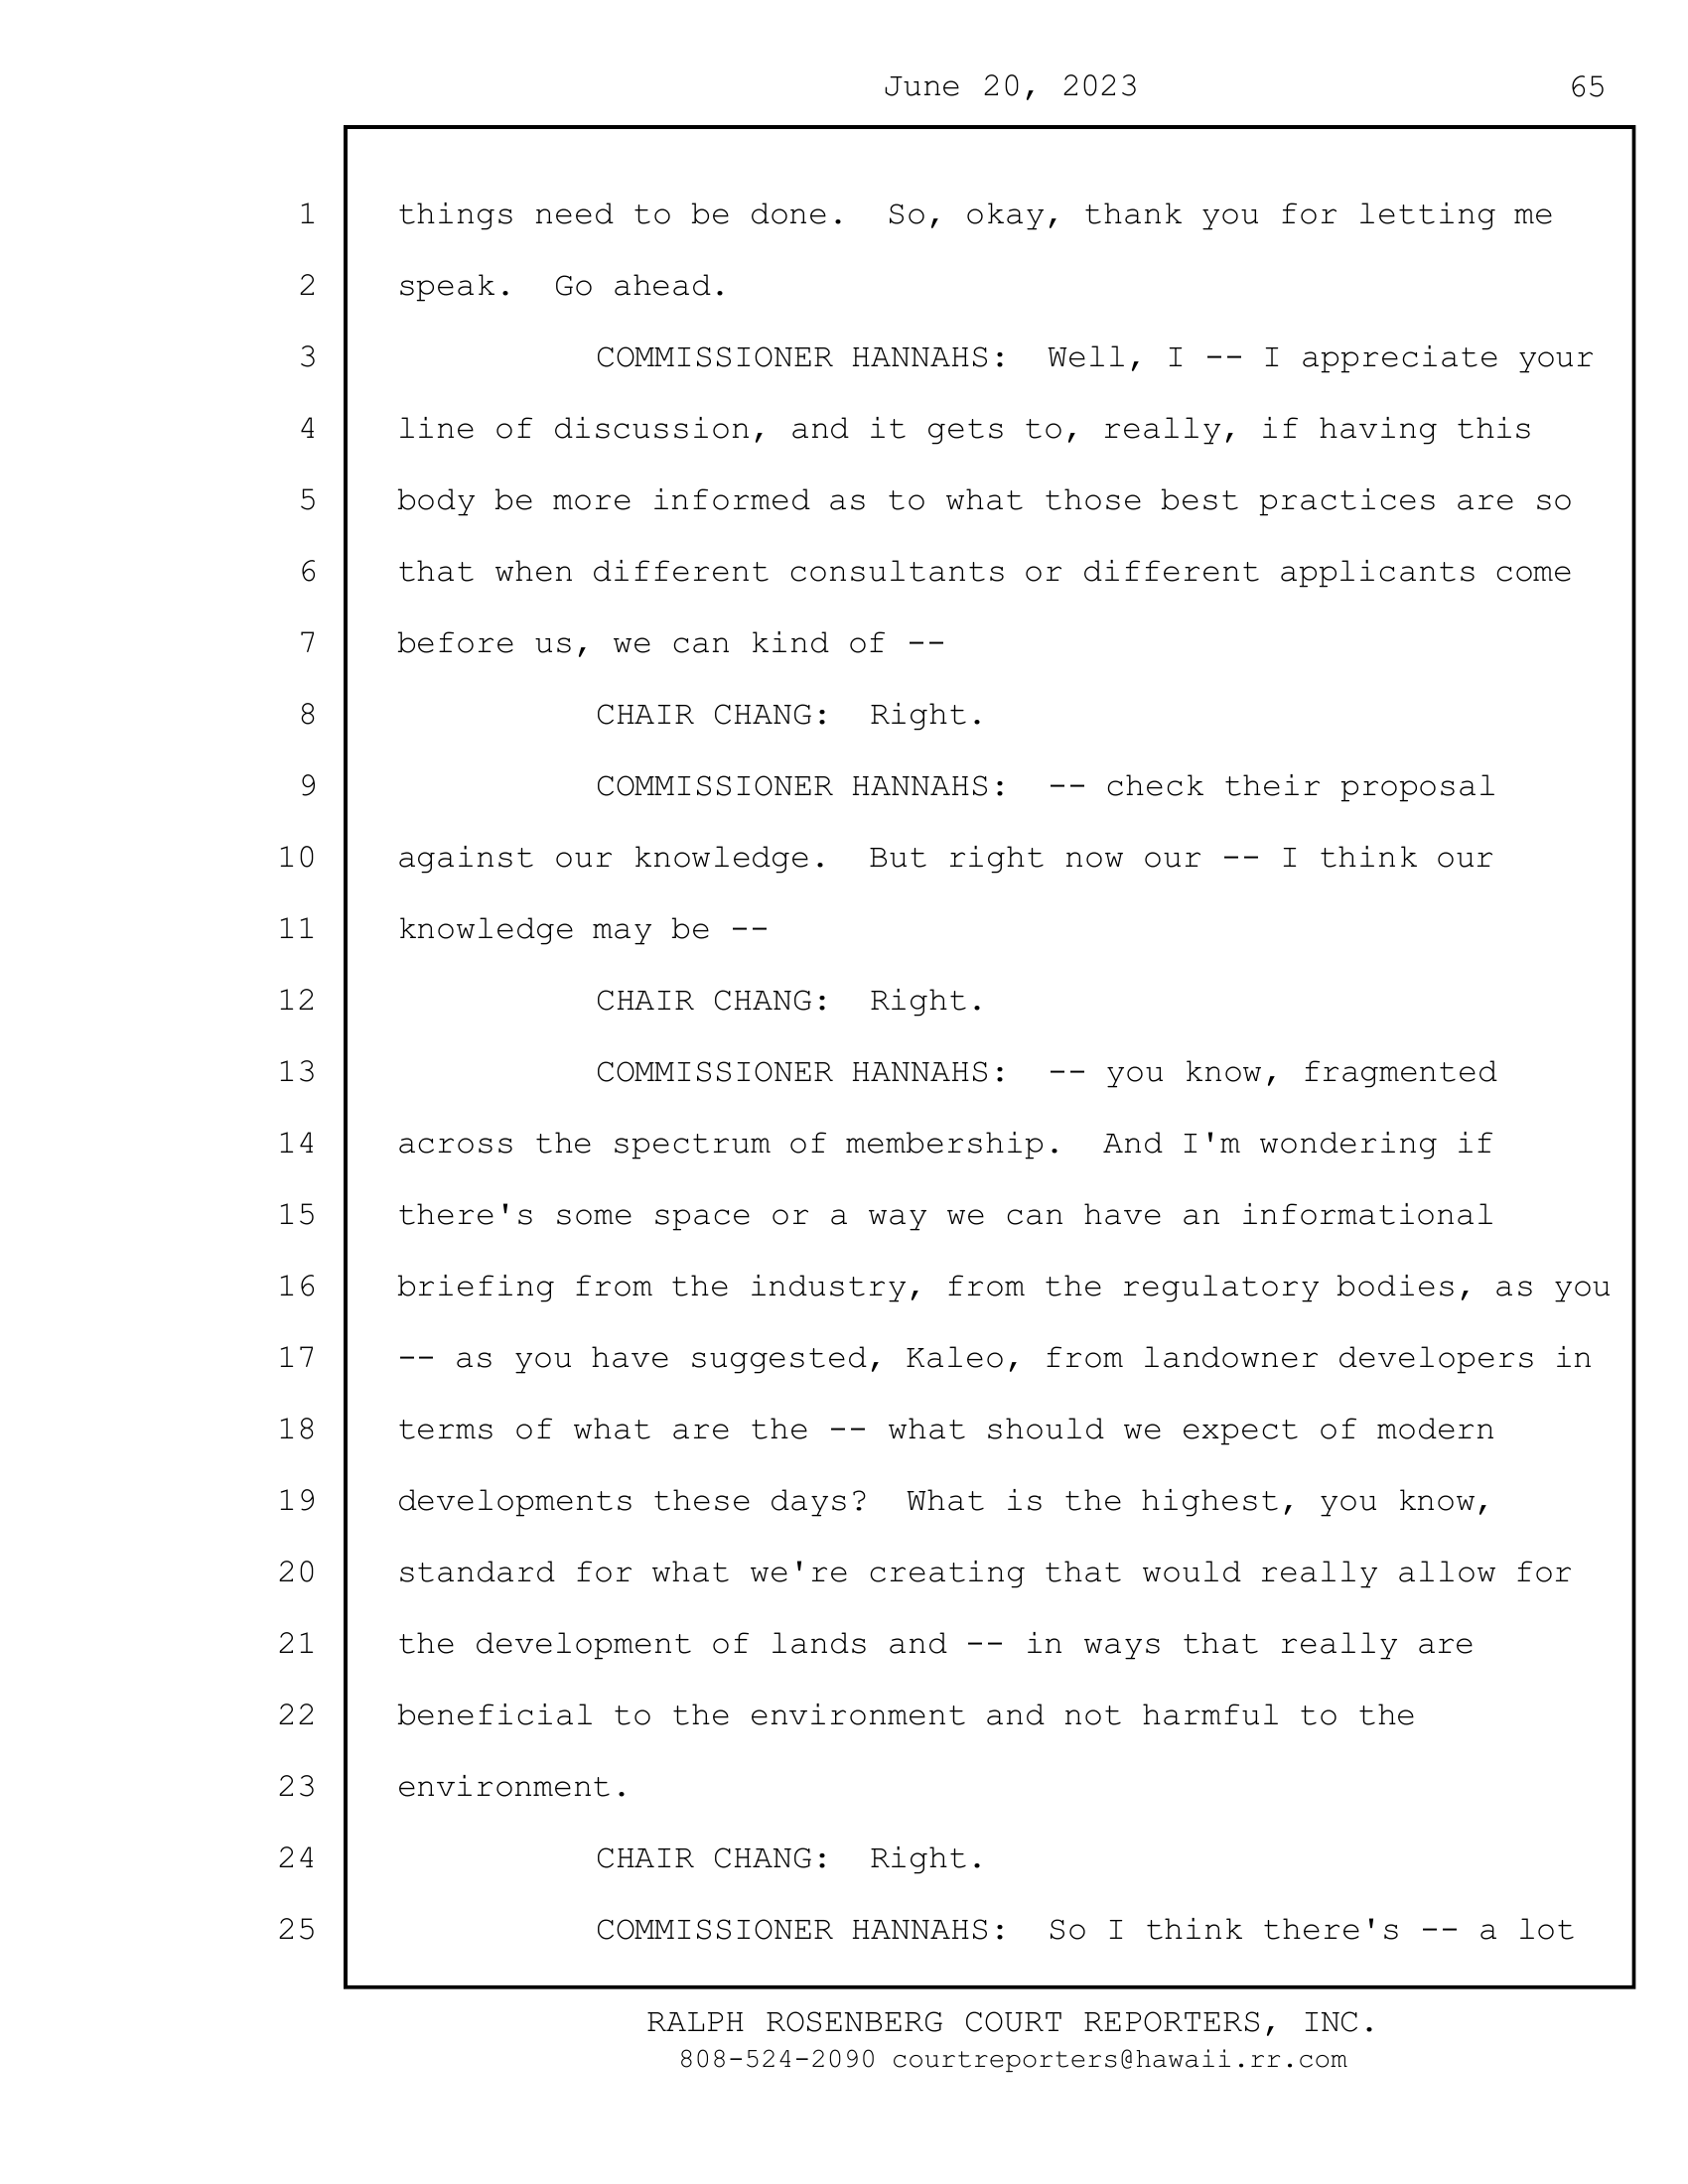 June 20, 2023 65
1 things need to be done.  So, okay, thank you for letting me
2 speak.  Go ahead.
3 COMMISSIONER HANNAHS:  Well, I -- I appreciate your
4 line of discussion, and it gets to, really, if having this
5 body be more informed as to what those best practices are so
6 that when different consultants or different applicants come
7 before us, we can kind of --
8 CHAIR CHANG:  Right.
9 COMMISSIONER HANNAHS:  -- check their proposal
10 against our knowledge.  But right now our -- I think our
11 knowledge may be --
12 CHAIR CHANG:  Right.
13 COMMISSIONER HANNAHS:  -- you know, fragmented
14 across the spectrum of membership.  And I'm wondering if
15 there's some space or a way we can have an informational
16 briefing from the industry, from the regulatory bodies, as you
17 -- as you have suggested, Kaleo, from landowner developers in
18 terms of what are the -- what should we expect of modern
19 developments these days?  What is the highest, you know,
20 standard for what we're creating that would really allow for
21 the development of lands and -- in ways that really are
22 beneficial to the environment and not harmful to the
23 environment.
24 CHAIR CHANG:  Right.
25 COMMISSIONER HANNAHS:  So I think there's -- a lot
RALPH ROSENBERG COURT REPORTERS, INC.
808-524-2090 courtreporters@hawaii.rr.com